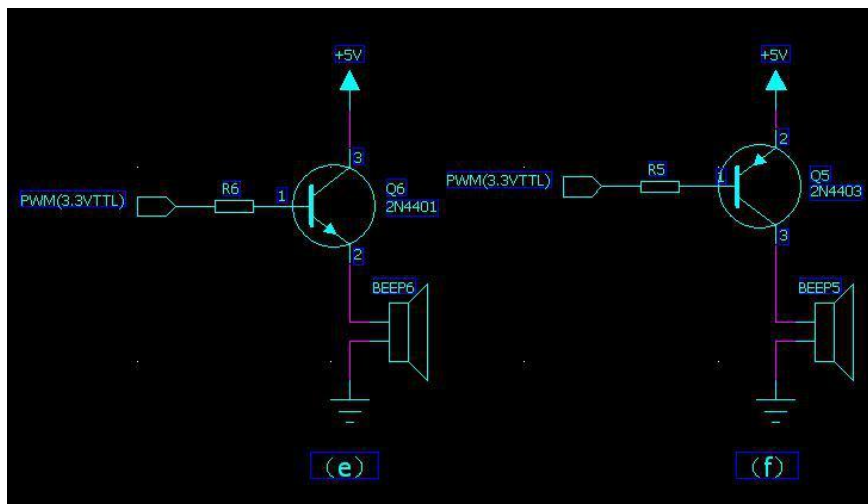 +5V
3
R6
1
Q6
2N4401
PWM(3.3VTTL)
2
BEEP6
(e)
+5V
2
PWM(3.3VTTL)
R5
1
Q5
2N4403
3
BEEP5
(f)